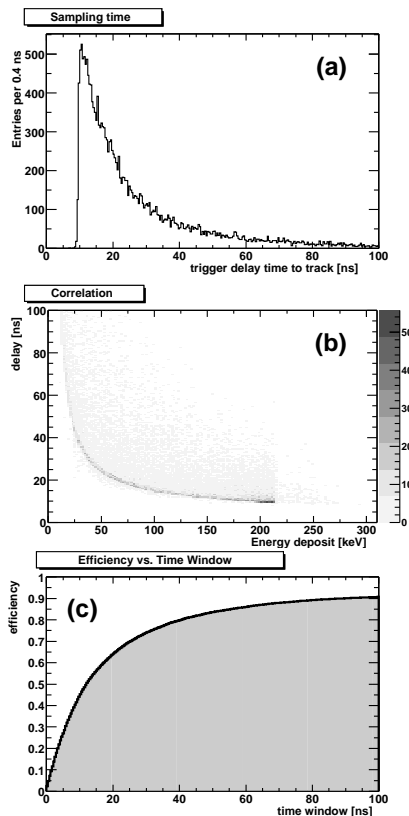 Sampling time
Entries per 0.4 ns
(a)
500
400
300
200
100
0
0 20 40 60 80 100
trigger delay time to track [ns]
Correlation
delay [ns]
(b)
100
80
60
40
20
0
50
40
30
20
10
0
0 50 100 150 200 250 300
Energy deposit [keV]
Efficiency vs. Time Window
efficiency
(c)
0.9
0.8
0.7
0.6
0.5
0.4
0.3
0.2
0.1
0
0 20 40 60 80 100
time window [ns]